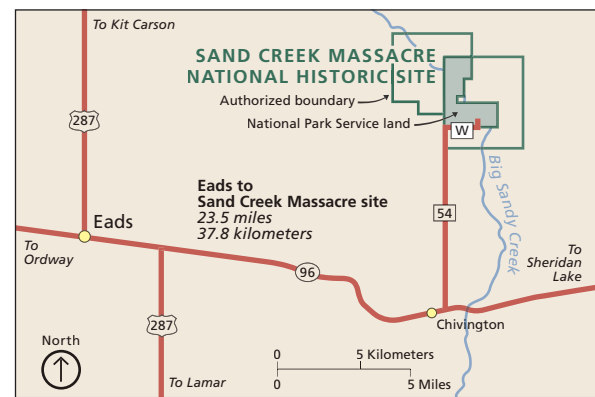 To Kit Carson
SAND CREEK MASSACRE
NATIONAL HISTORIC SITE
Authorized boundary
National Park Service land
287
W
Eads to
Sand Creek Massacre site
23.5 miles
37.8 kilometers
Big Sandy Creek
54
Eads
To
Ordway
To
Sheridan
Lake
96
287
Chivington
North
0
5 Kilometers
0
5 Miles
To Lamar